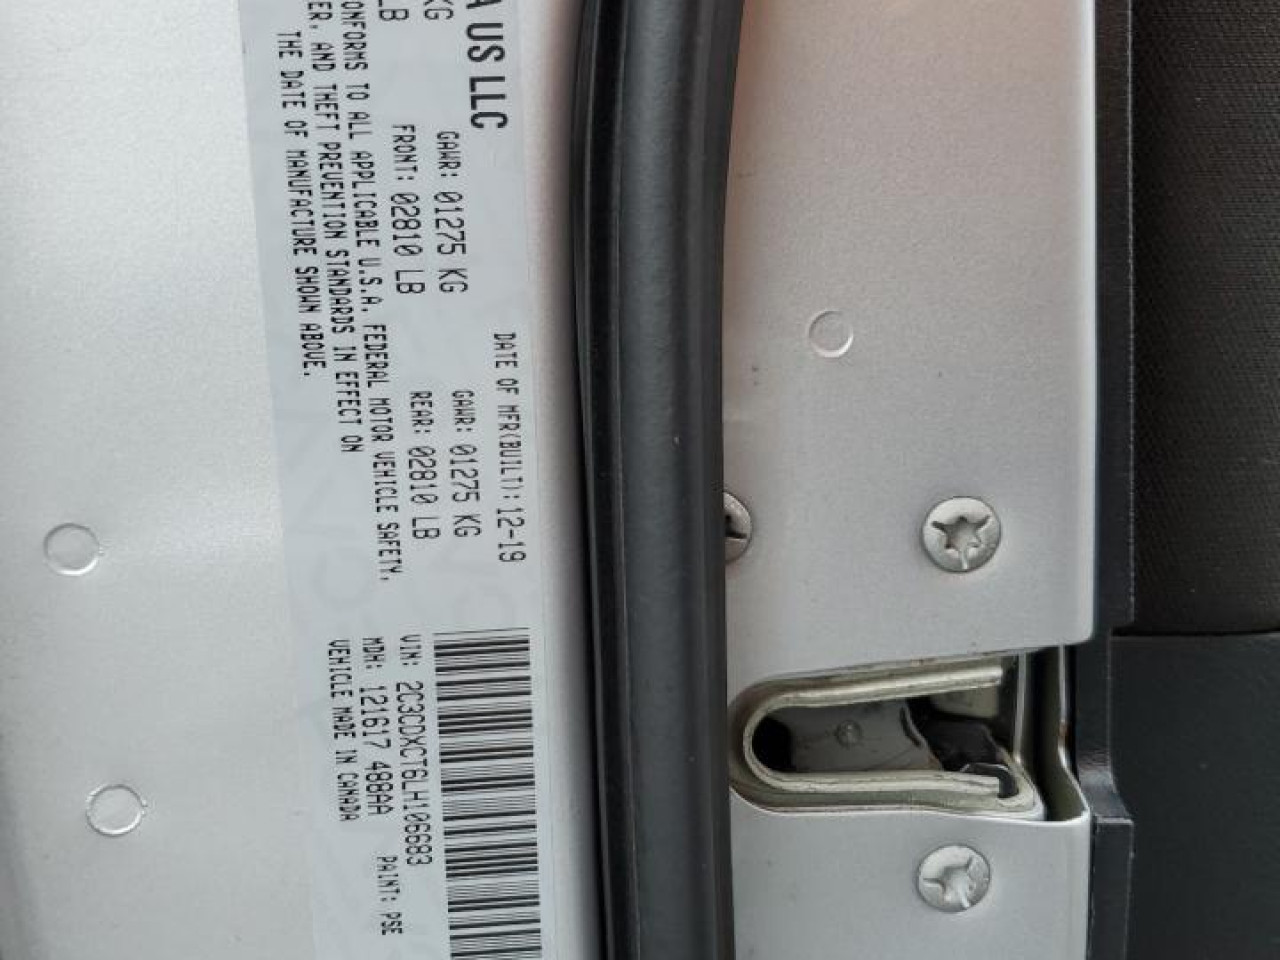 A US LLC
DATE OF MFR(BUILT): 12-19
KG GAWR: 01275 KG GAWR: 01275 KG
LB FRONT: 02810 LB REAR: 02810 LB
ONFORMS TO ALL APPLICABLE U.S.A. FEDERAL MOTOR VEHICLE SAFETY,
ER, AND THEFT PREVENTION STANDARDS IN EFFECT ON
THE DATE OF MANUFACTURE SHOWN ABOVE.
VIN: 2C3CDXCT6LH106683
MDH: 121617 488AA PAINT: PSE
VEHICLE MADE IN CANADA